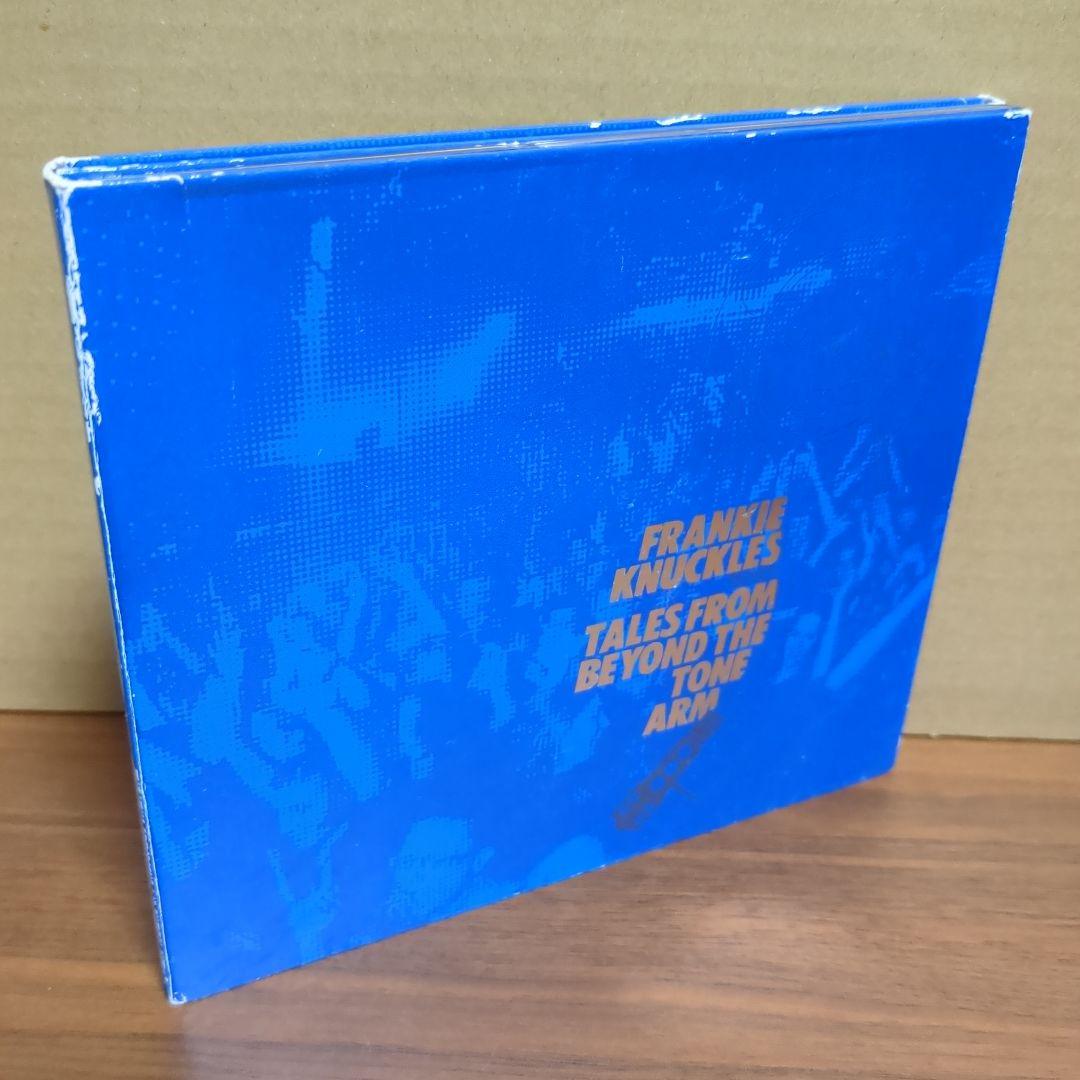 FRANKIE
KNUCKLES
TALES FROM
BEYOND THE
TONE
ARM